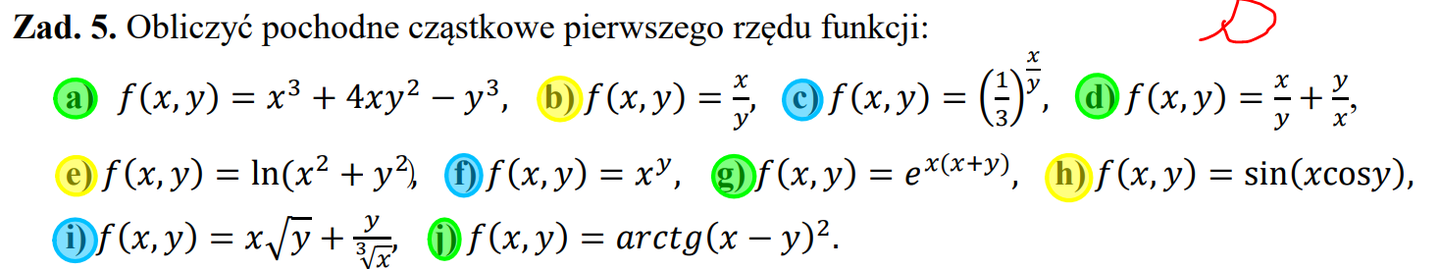 Zad. 5. Obliczyć pochodne cząstkowe pierwszego rzędu funkcji:
a) f(x, y) = x³ + 4xy² − y³, b) f(x, y) = x/y, c) f(x, y) = (1/3)^(x/y), d) f(x, y) = x/y + y/x,
e) f(x, y) = ln(x² + y²), f) f(x, y) = x^y, g) f(x, y) = e^(x(x+y)), h) f(x, y) = sin(xcosy),
i) f(x, y) = x√y + y/∛x, j) f(x, y) = arctg(x − y)².